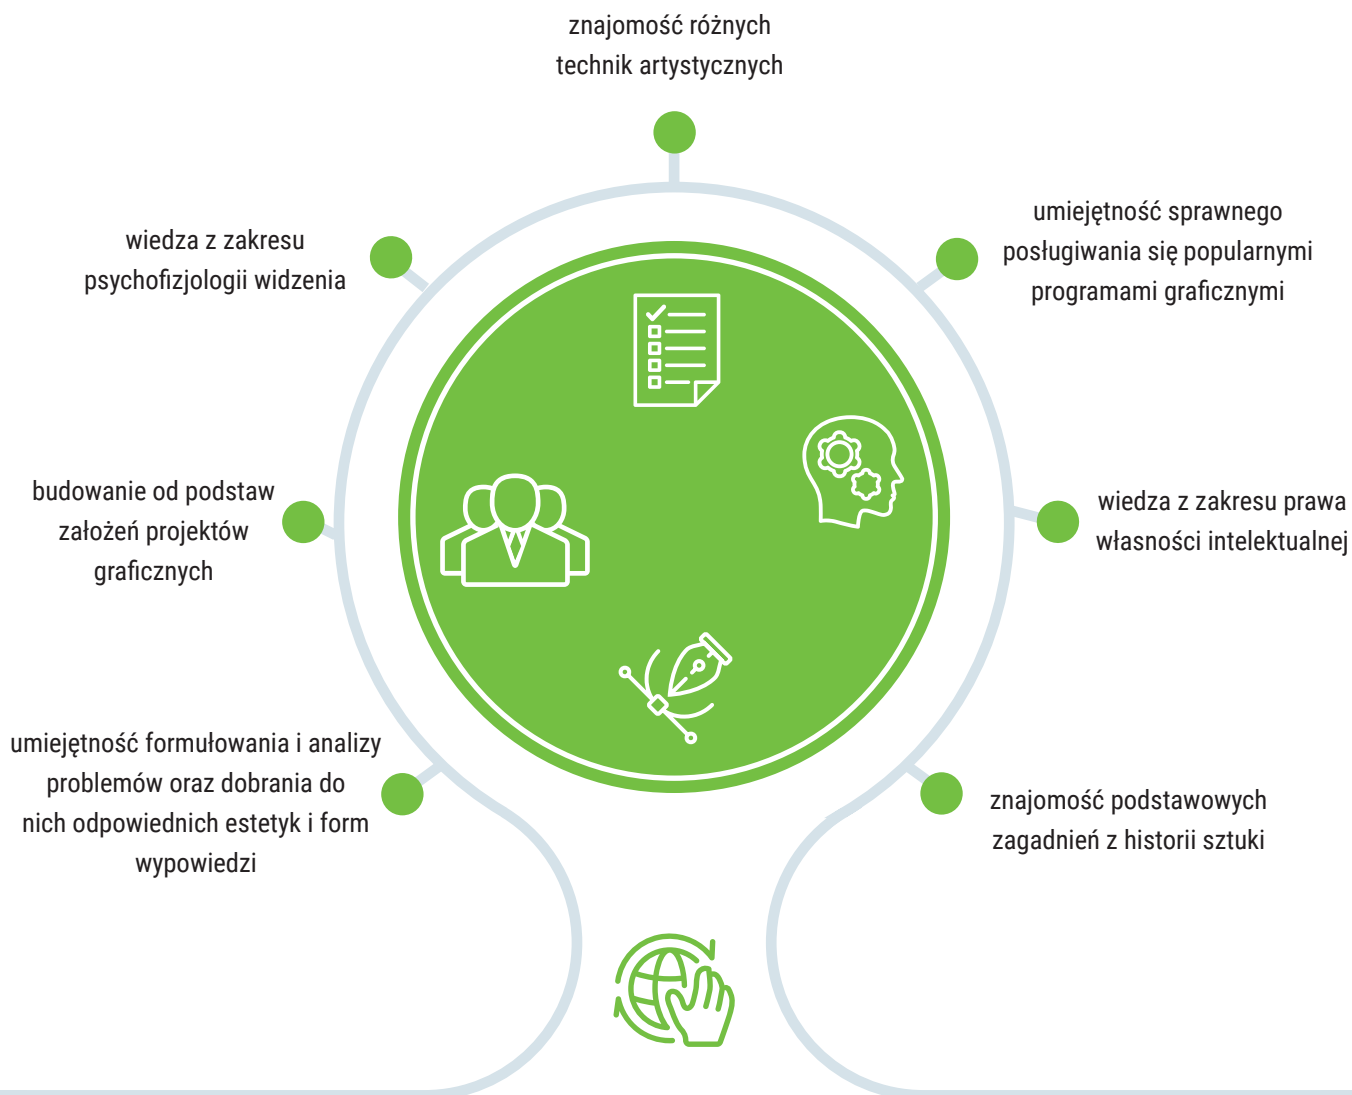 znajomość różnych
technik artystycznych
umiejętność sprawnego
posługiwania się popularnymi
programami graficznymi
wiedza z zakresu
psychofizjologii widzenia
budowanie od podstaw
założeń projektów
graficznych
wiedza z zakresu prawa
własności intelektualnej
umiejętność formułowania i analizy
problemów oraz dobrania do
nich odpowiednich estetyk i form
wypowiedzi
znajomość podstawowych
zagadnień z historii sztuki